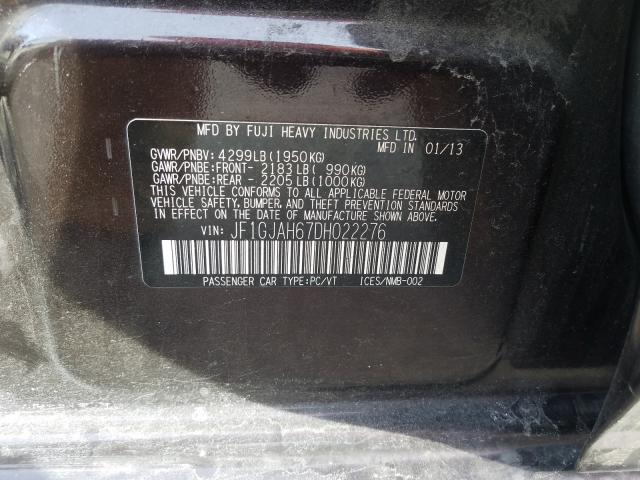 MFD BY FUJI HEAVY INDUSTRIES LTD.
MFD IN 01/13
GVWR/PNBV: 4299LB(1950KG)
GAWR/PNBE:FRONT- 2183LB( 990KG)
GAWR/PNBE:REAR - 2205LB(1000KG)
THIS VEHICLE CONFORMS TO ALL APPLICABLE FEDERAL MOTOR
VEHICLE SAFETY, BUMPER, AND THEFT PREVENTION STANDARDS
IN EFFECT ON THE DATE OF MANUFACTURE SHOWN ABOVE.
VIN: JF1GJAH67DH022276
PASSENGER CAR TYPE:PC/VT ICES/NMB-002